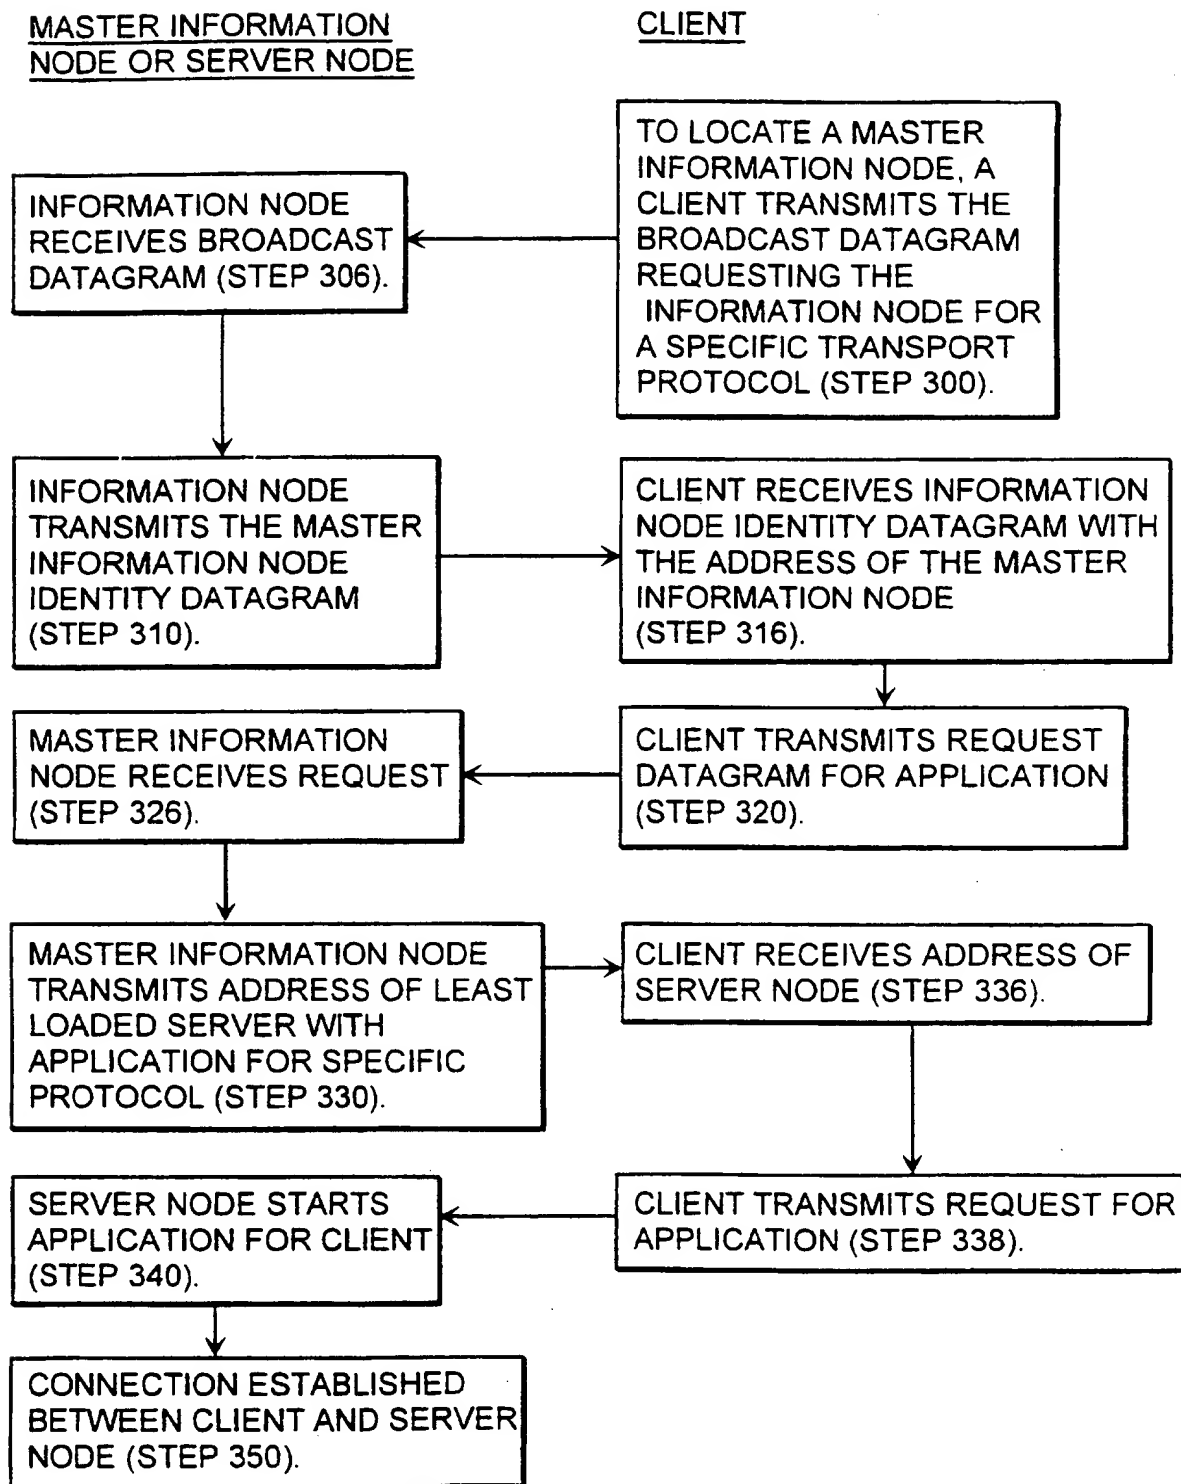 MASTER INFORMATION
NODE OR SERVER NODE
CLIENT
TO LOCATE A MASTER
INFORMATION NODE, A
CLIENT TRANSMITS THE
BROADCAST DATAGRAM
REQUESTING THE
INFORMATION NODE FOR
A SPECIFIC TRANSPORT
PROTOCOL (STEP 300).
INFORMATION NODE
RECEIVES BROADCAST
DATAGRAM (STEP 306).
INFORMATION NODE
TRANSMITS THE MASTER
INFORMATION NODE
IDENTITY DATAGRAM
(STEP 310).
CLIENT RECEIVES INFORMATION
NODE IDENTITY DATAGRAM WITH
THE ADDRESS OF THE MASTER
INFORMATION NODE
(STEP 316).
CLIENT TRANSMITS REQUEST
DATAGRAM FOR APPLICATION
(STEP 320).
MASTER INFORMATION
NODE RECEIVES REQUEST
(STEP 326).
MASTER INFORMATION NODE
TRANSMITS ADDRESS OF LEAST
LOADED SERVER WITH
APPLICATION FOR SPECIFIC
PROTOCOL (STEP 330).
CLIENT RECEIVES ADDRESS OF
SERVER NODE (STEP 336).
CLIENT TRANSMITS REQUEST FOR
APPLICATION (STEP 338).
SERVER NODE STARTS
APPLICATION FOR CLIENT
(STEP 340).
CONNECTION ESTABLISHED
BETWEEN CLIENT AND SERVER
NODE (STEP 350).